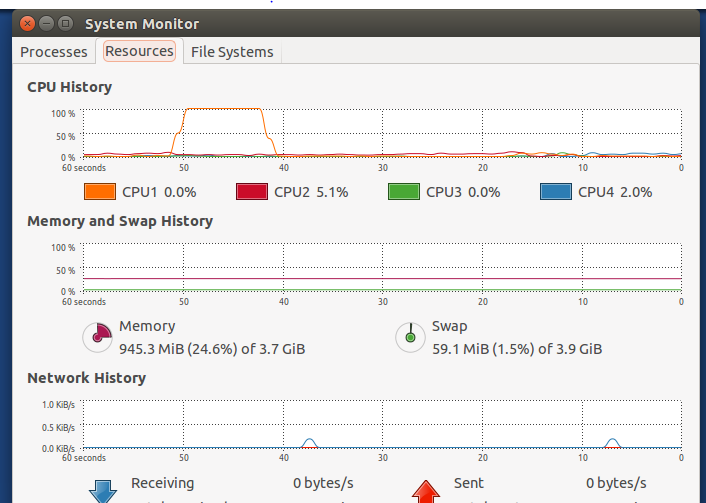 System Monitor
Processes Resources File Systems
CPU History
100 %
50 %
0 %
60 seconds 50 40 30 20 10 0
CPU1 0.0% CPU2 5.1% CPU3 0.0% CPU4 2.0%
Memory and Swap History
100 %
50 %
0 %
60 seconds 50 40 30 20 10 0
Memory Swap
945.3 MiB (24.6%) of 3.7 GiB 59.1 MiB (1.5%) of 3.9 GiB
Network History
1.0 KiB/s
0.5 KiB/s
0.0 KiB/s
60 seconds 50 40 30 20 10 0
Receiving 0 bytes/s Sent 0 bytes/s